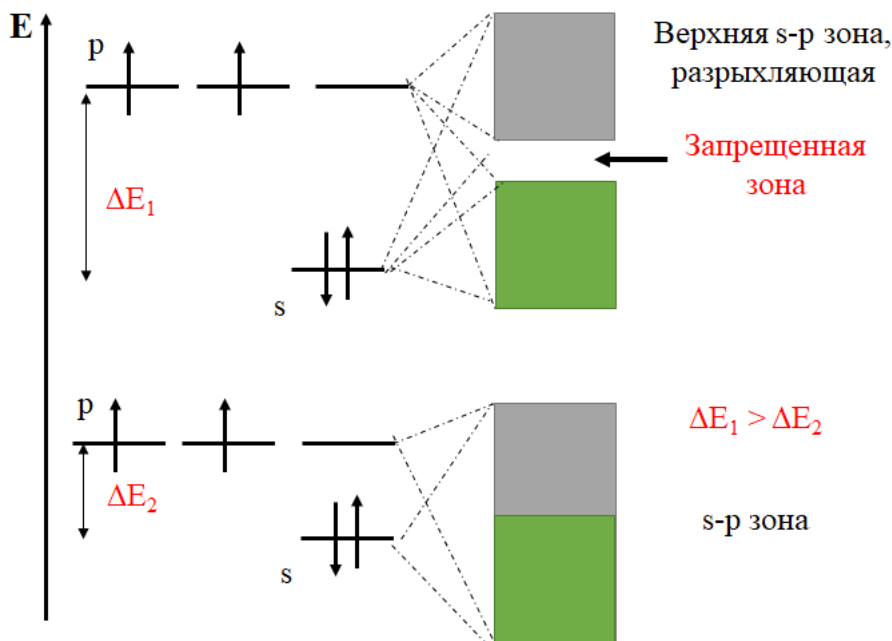 E
p
Верхняя s-p зона,
разрыхляющая
Запрещенная
зона
ΔE₁
s
p
ΔE₁ > ΔE₂
ΔE₂
s-p зона
s